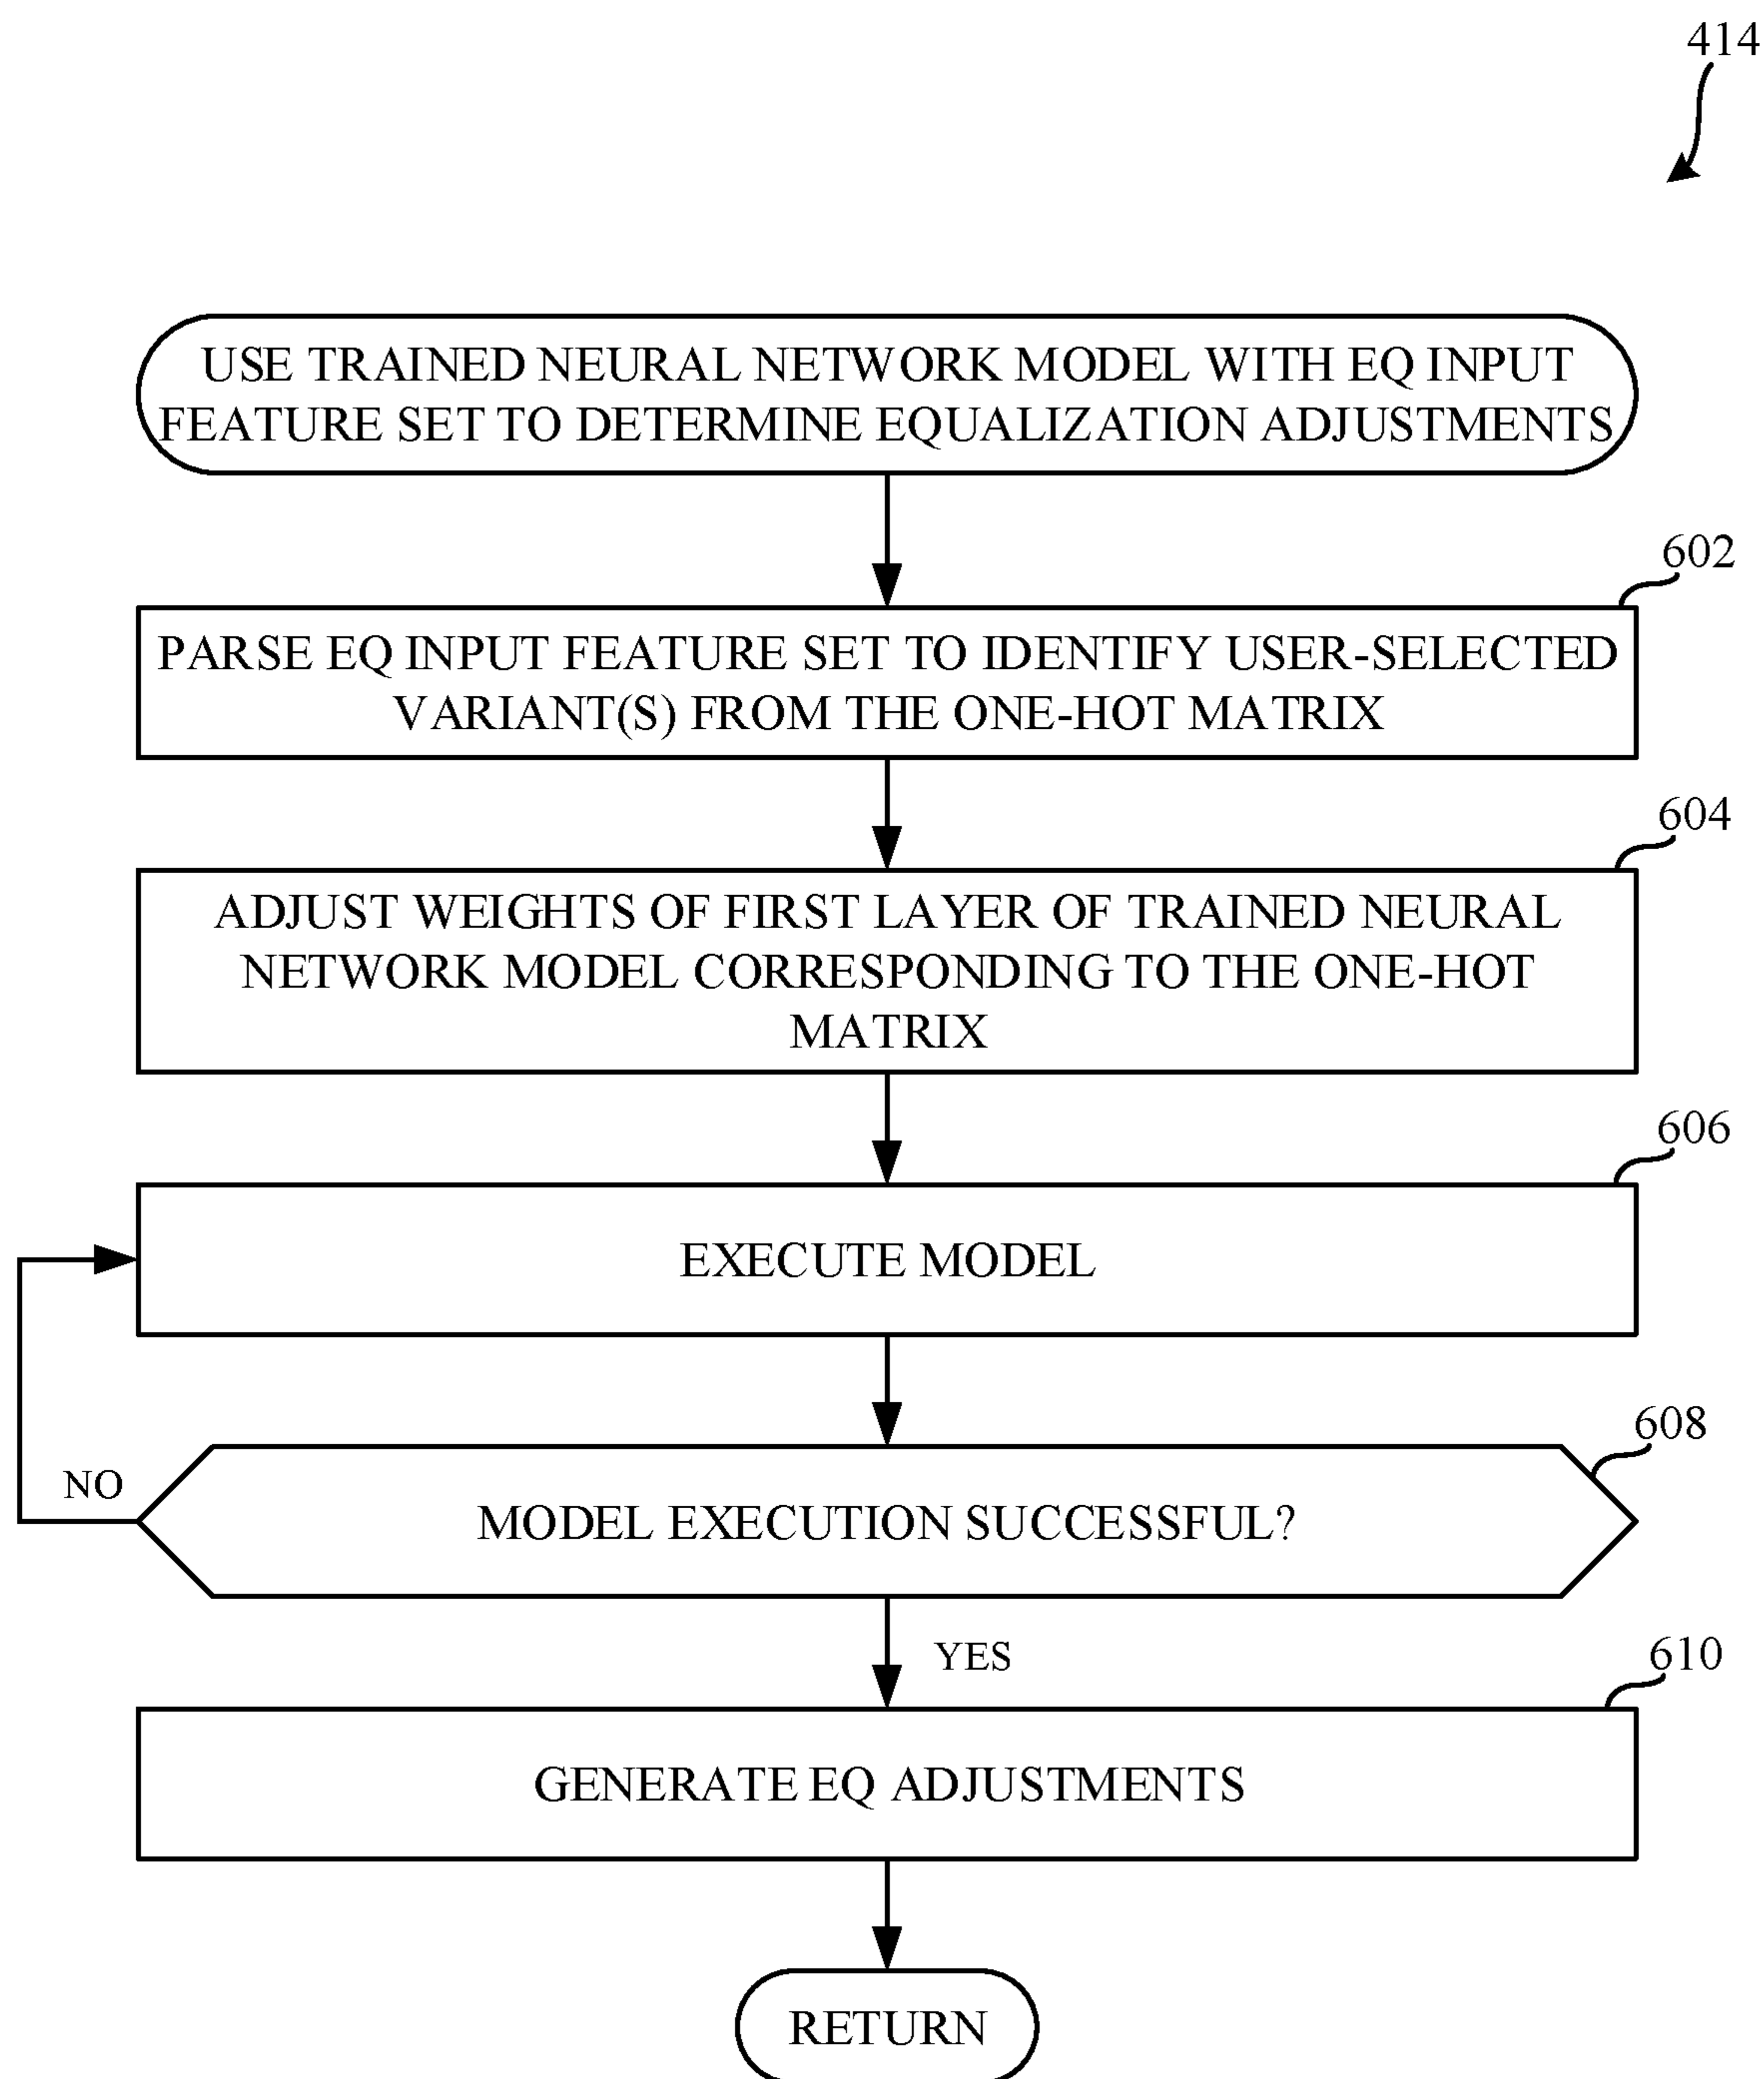 414
USE TRAINED NEURAL NETWORK MODEL WITH EQ INPUT
FEATURE SET TO DETERMINE EQUALIZATION ADJUSTMENTS
602
PARSE EQ INPUT FEATURE SET TO IDENTIFY USER-SELECTED
VARIANT(S) FROM THE ONE-HOT MATRIX
604
ADJUST WEIGHTS OF FIRST LAYER OF TRAINED NEURAL
NETWORK MODEL CORRESPONDING TO THE ONE-HOT
MATRIX
606
EXECUTE MODEL
608
NO
MODEL EXECUTION SUCCESSFUL?
YES
610
GENERATE EQ ADJUSTMENTS
RETURN